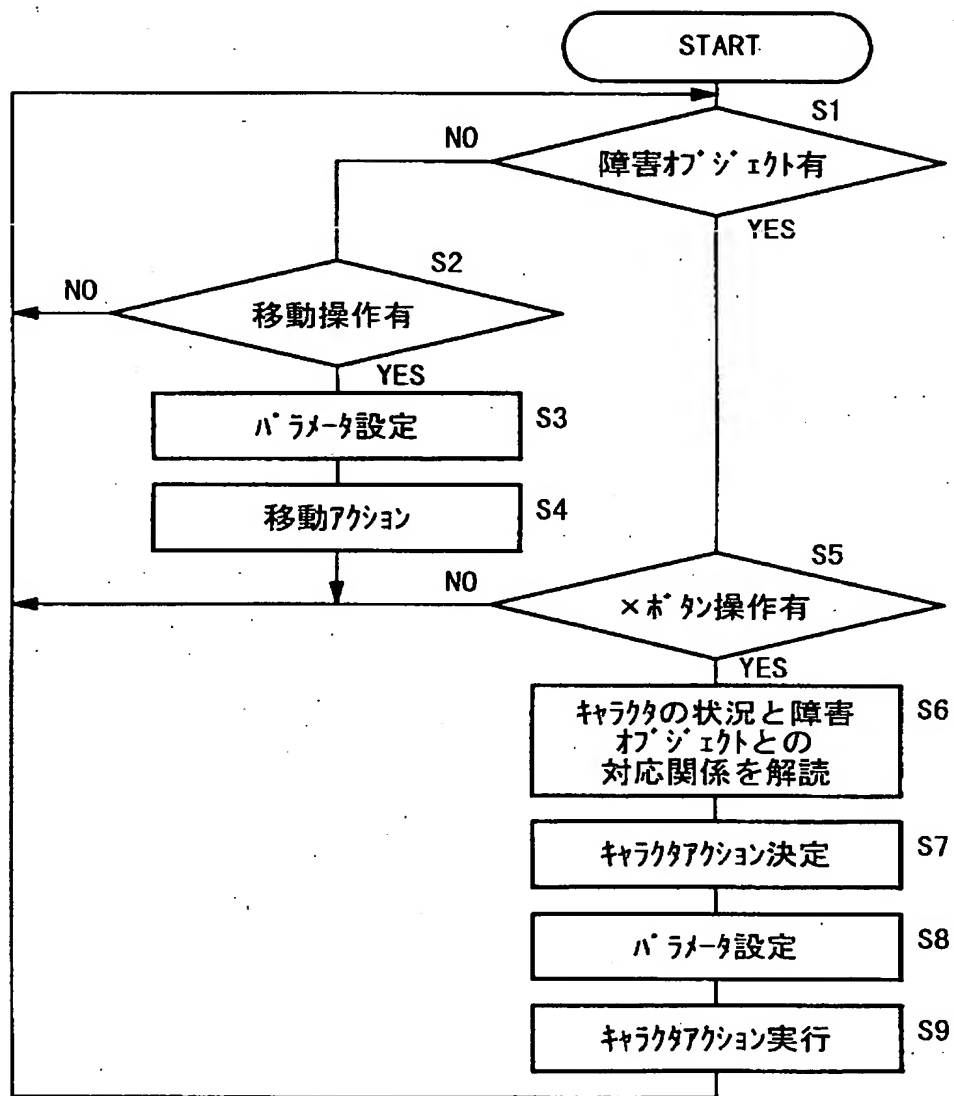 START
S1
NO
障害ｵﾌﾞｼﾞｪｸﾄ有
YES
S2
NO
移動操作有
YES
ﾊﾟﾗﾒｰﾀ設定
S3
移動ｱｸｼｮﾝ
S4
S5
NO
×ﾎﾞﾀﾝ操作有
YES
ｷｬﾗｸﾀの状況と障害
ｵﾌﾞｼﾞｪｸﾄとの
対応関係を解読
S6
ｷｬﾗｸﾀｱｸｼｮﾝ決定
S7
ﾊﾟﾗﾒｰﾀ設定
S8
ｷｬﾗｸﾀｱｸｼｮﾝ実行
S9